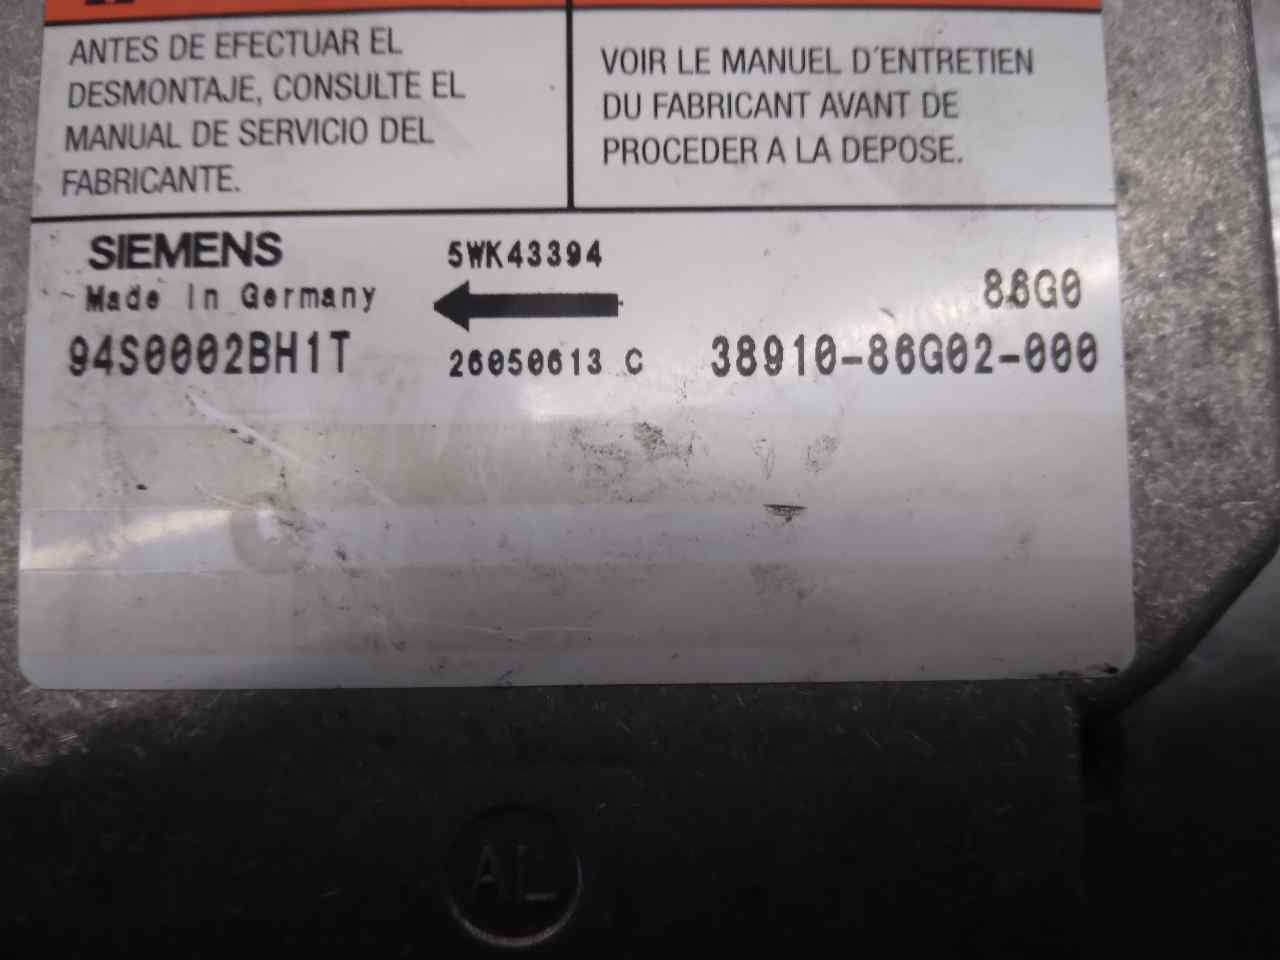 ANTES DE EFECTUAR EL
DESMONTAJE, CONSULTE EL
MANUAL DE SERVICIO DEL
FABRICANTE.
VOIR LE MANUEL D´ENTRETIEN
DU FABRICANT AVANT DE
PROCEDER A LA DEPOSE.
SIEMENS
Made in Germany
94S0002BH1T
5WK43394
26050613 C
86G0
38910-86G02-000
AL